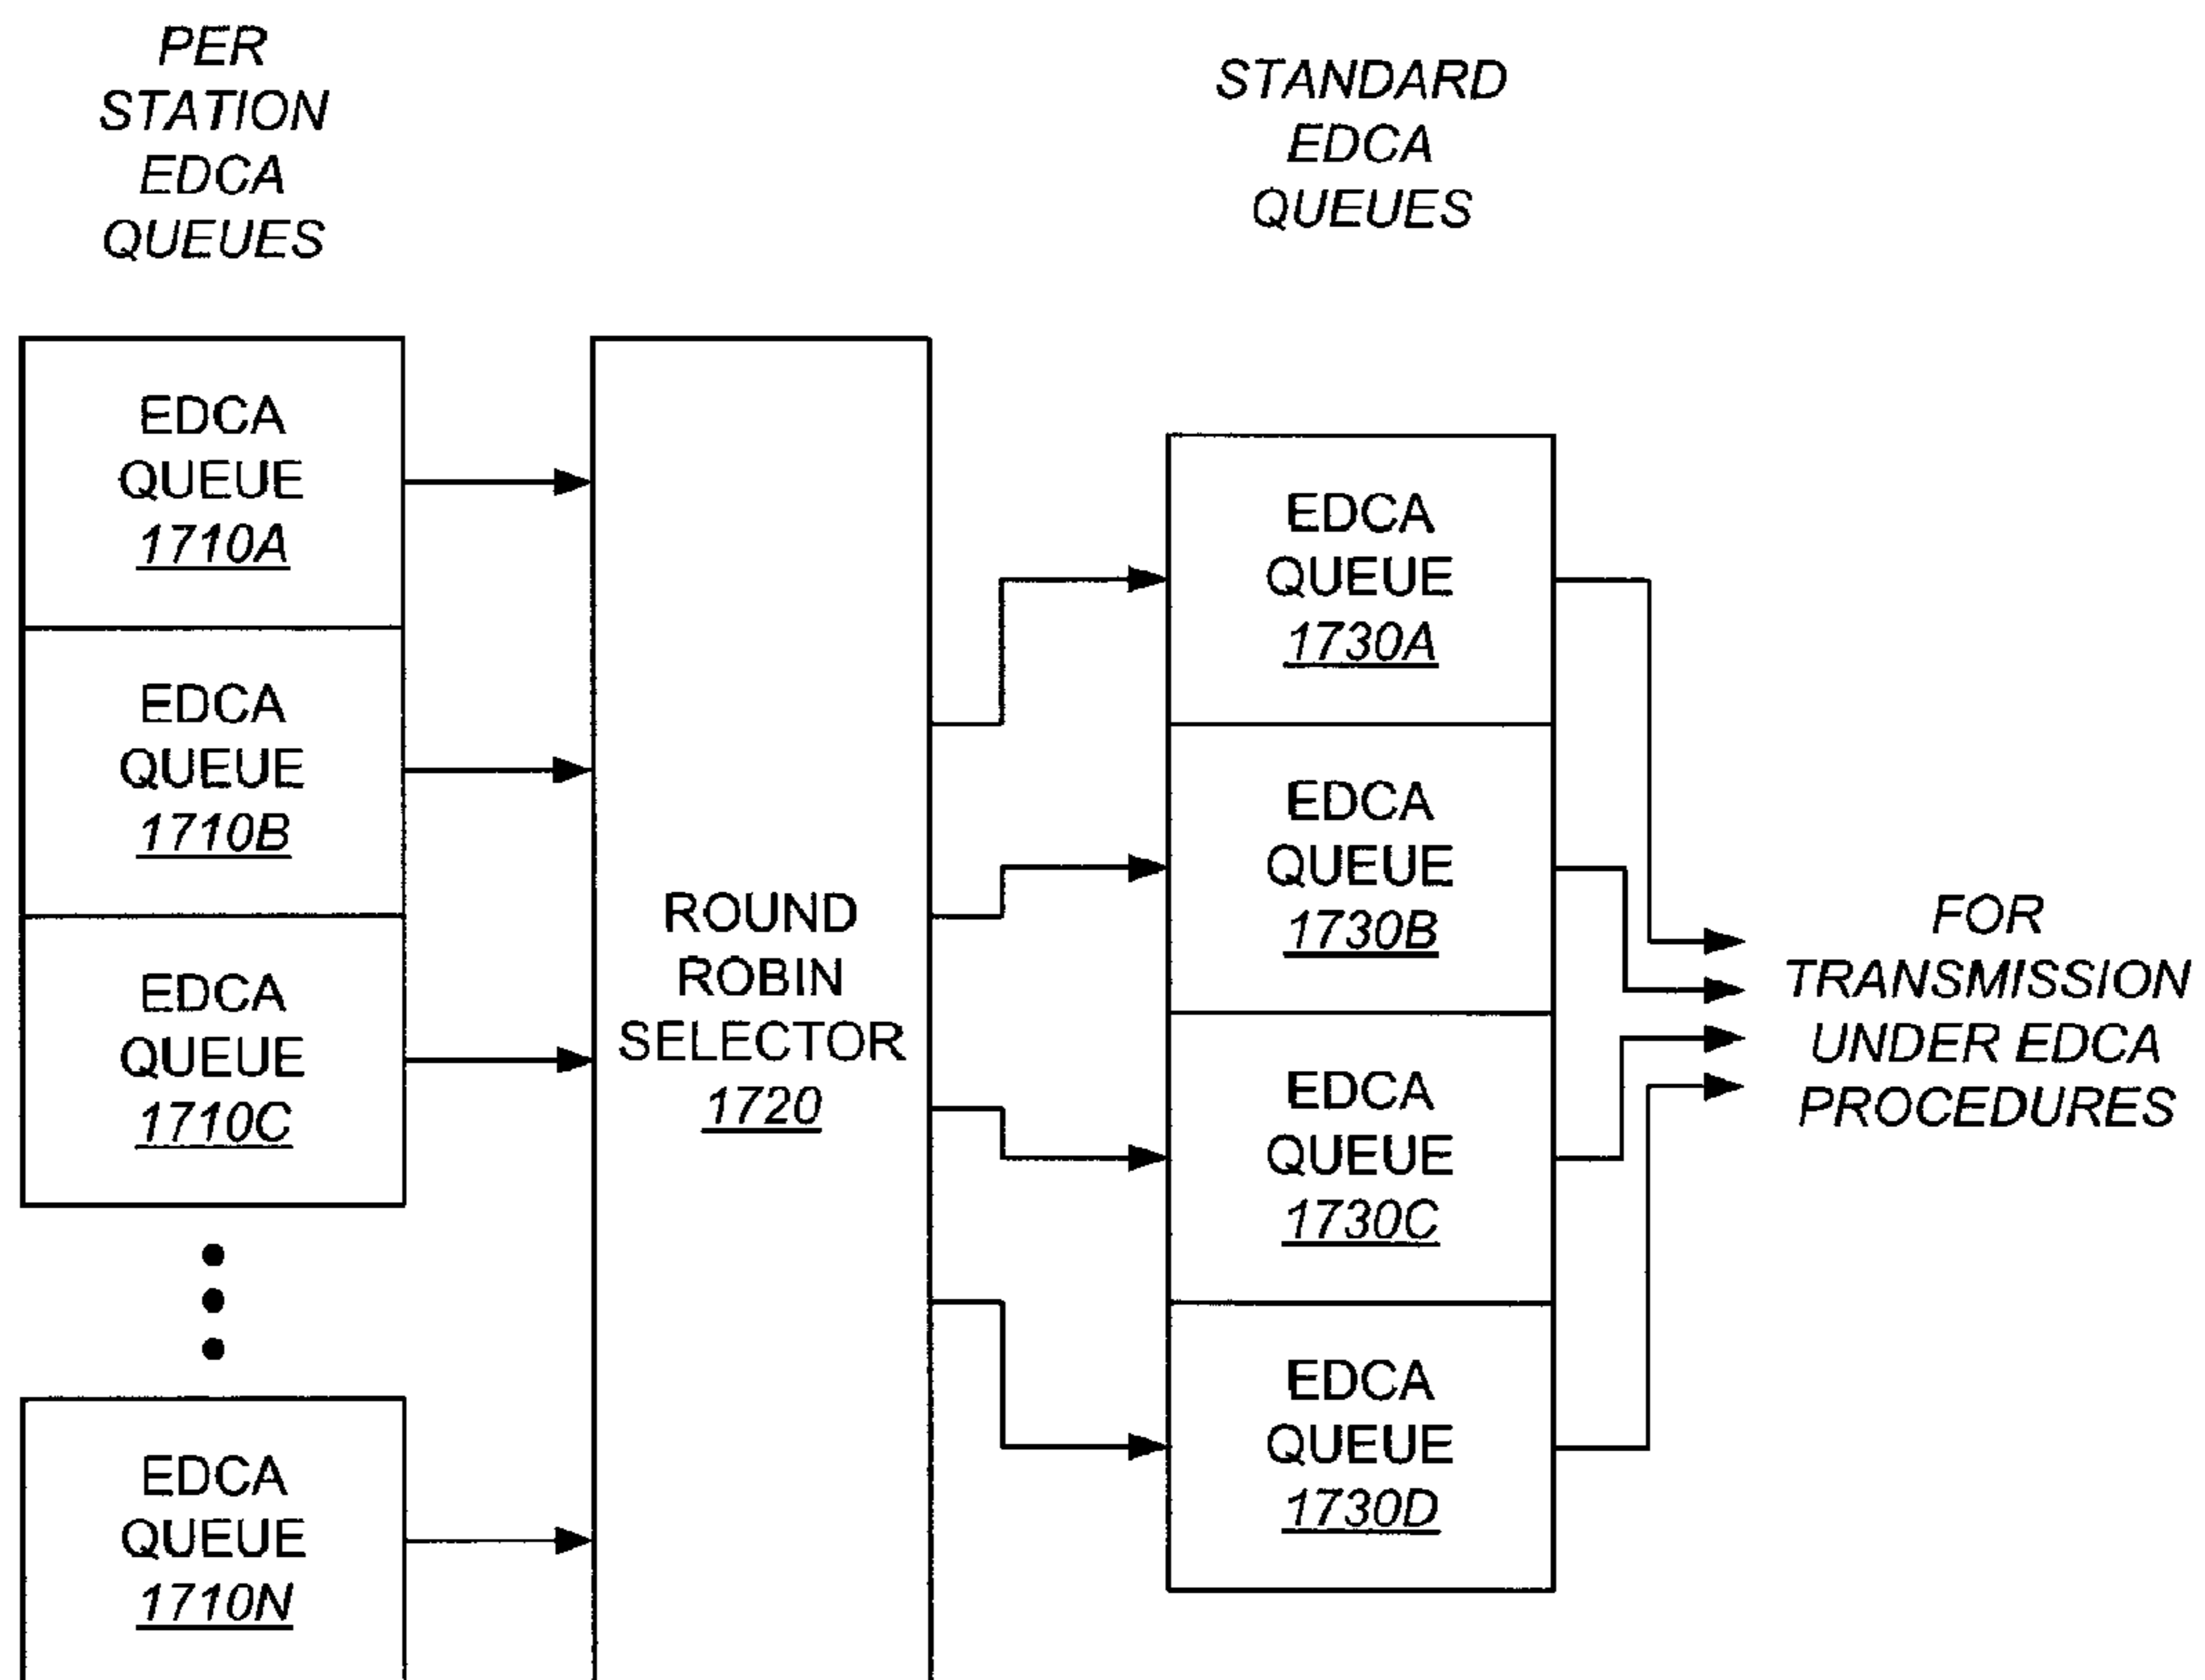 PER
STATION
EDCA
QUEUES
STANDARD
EDCA
QUEUES
EDCA
QUEUE
1710A
EDCA
QUEUE
1710B
EDCA
QUEUE
1710C
EDCA
QUEUE
1710N
ROUND
ROBIN
SELECTOR
1720
EDCA
QUEUE
1730A
EDCA
QUEUE
1730B
EDCA
QUEUE
1730C
EDCA
QUEUE
1730D
FOR
TRANSMISSION
UNDER EDCA
PROCEDURES